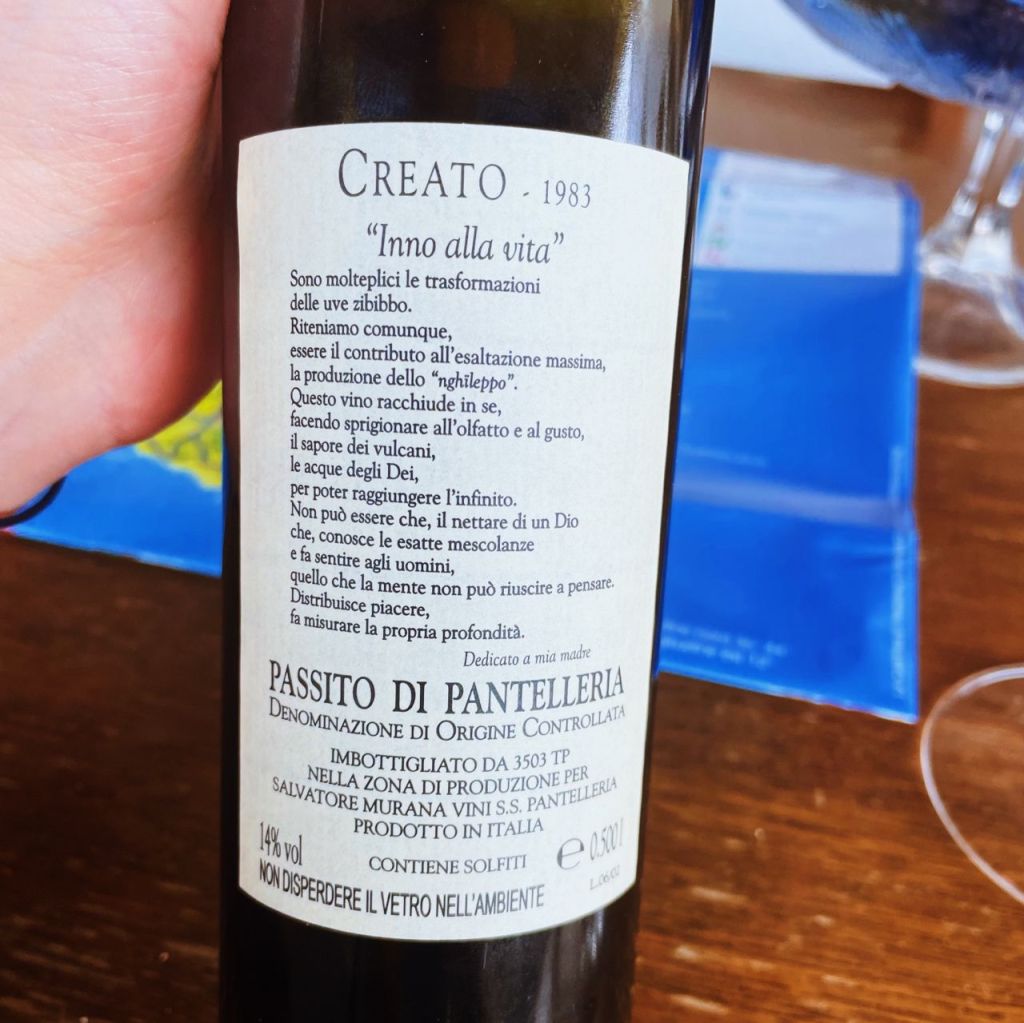 CREATO - 1983
"Inno alla vita"
Sono molteplici le trasformazioni
delle uve zibibbo.
Riteniamo comunque,
essere il contributo all'esaltazione massima,
la produzione dello "nghïleppo".
Questo vino racchiude in se,
facendo sprigionare all'olfatto e al gusto,
il sapore dei vulcani,
le acque degli Dei,
per poter raggiungere l'infinito.
Non può essere che, il nettare di un Dio
che, conosce le esatte mescolanze
e fa sentire agli uomini,
quello che la mente non può riuscire a pensare.
Distribuisce piacere,
fa misurare la propria profondità.
Dedicato a mia madre
PASSITO DI PANTELLERIA
DENOMINAZIONE DI ORIGINE CONTROLLATA
IMBOTTIGLIATO DA 3503 TP
NELLA ZONA DI PRODUZIONE PER
SALVATORE MURANA VINI S.S. PANTELLERIA
PRODOTTO IN ITALIA
14% vol
CONTIENE SOLFITI
e 0.500 l
NON DISPERDERE IL VETRO NELL'AMBIENTE